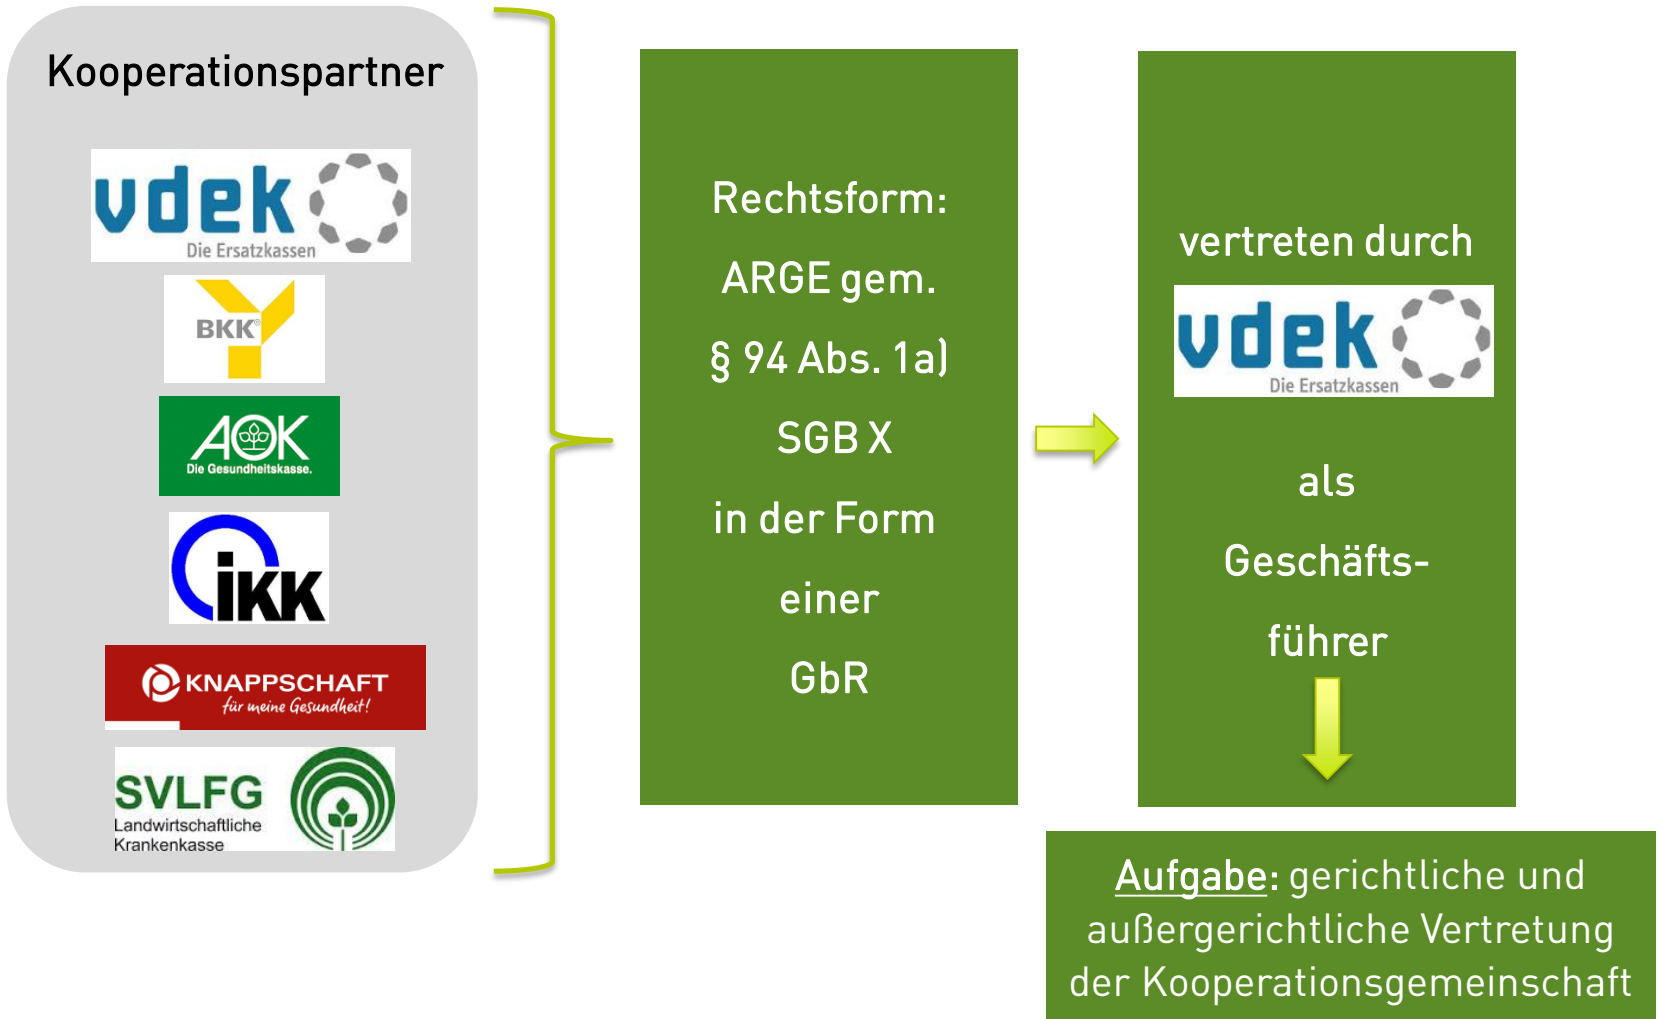 Kooperationspartner
vdek
Die Ersatzkassen
BKK®
AOK
Die Gesundheitskasse.
iKK
KNAPPSCHAFT
für meine Gesundheit!
SVLFG
Landwirtschaftliche
Krankenkasse
Rechtsform:
ARGE gem.
§ 94 Abs. 1a)
SGB X
in der Form
einer
GbR
vertreten durch
vdek
Die Ersatzkassen
als
Geschäfts-
führer
Aufgabe: gerichtliche und
außergerichtliche Vertretung
der Kooperationsgemeinschaft